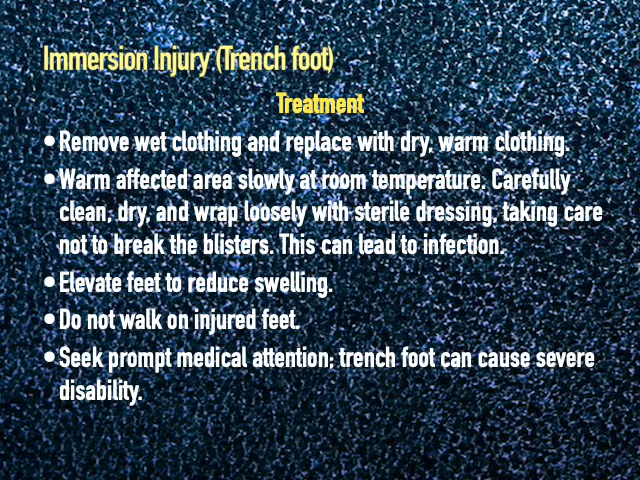 Immersion Injury (Trench foot)
Treatment
• Remove wet clothing and replace with dry, warm clothing.
• Warm affected area slowly at room temperature. Carefully
clean, dry, and wrap loosely with sterile dressing, taking care
not to break the blisters. This can lead to infection.
• Elevate feet to reduce swelling.
• Do not walk on injured feet.
• Seek prompt medical attention; trench foot can cause severe
disability.